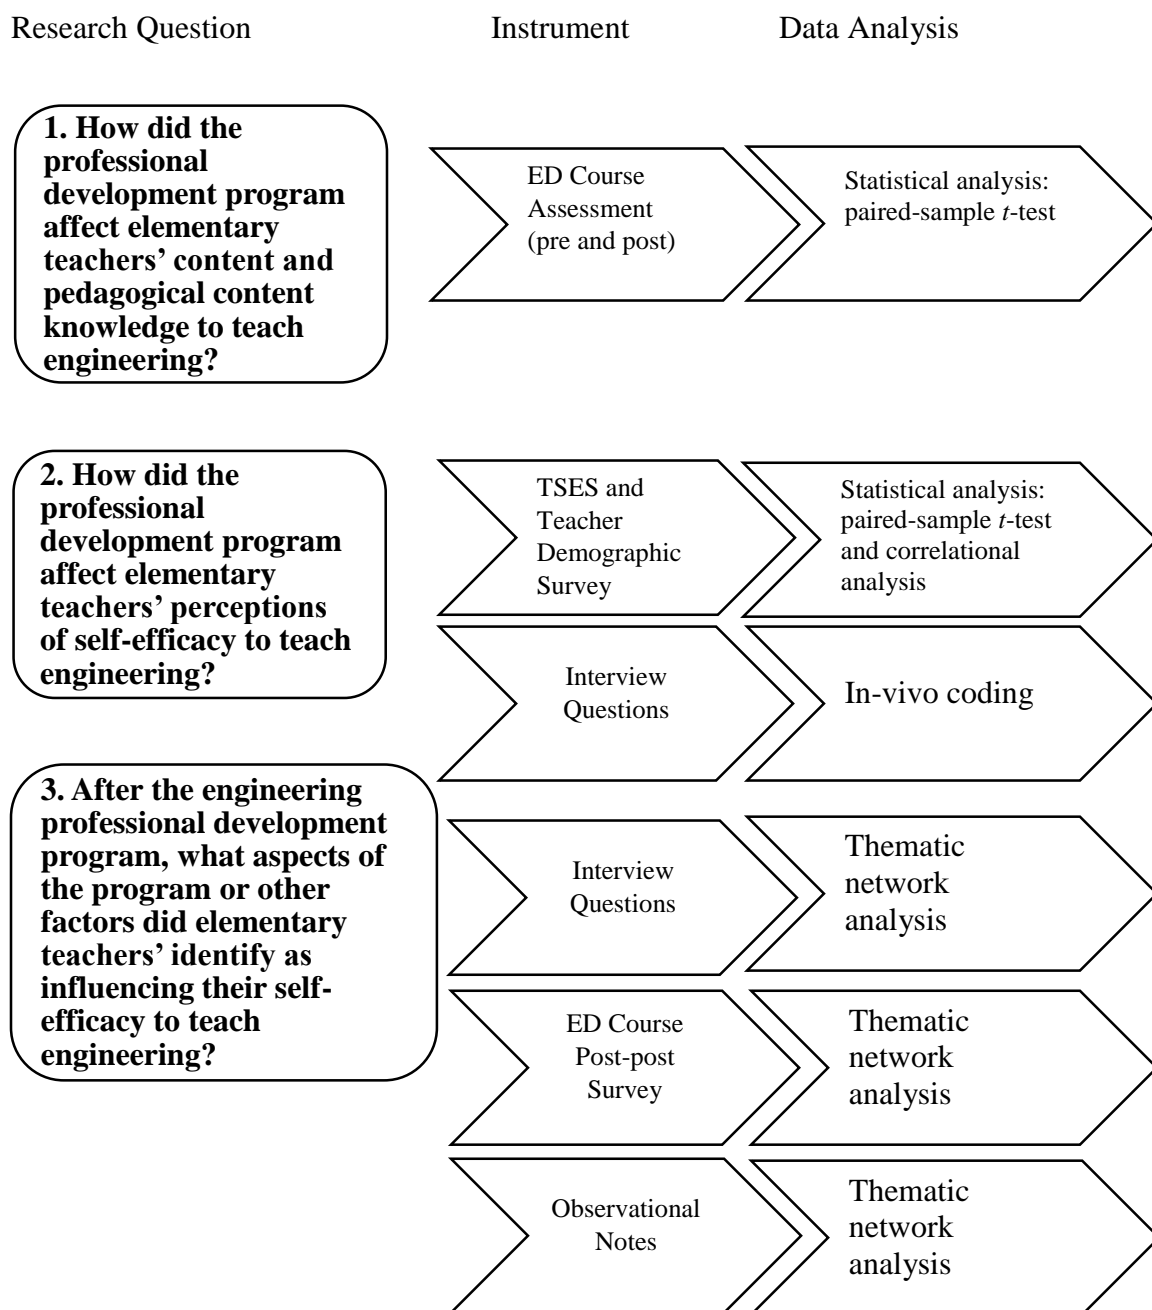 Research Question
Instrument
Data Analysis
1. How did the
professional
development program
affect elementary
teachers’ content and
pedagogical content
knowledge to teach
engineering?
ED Course
Assessment
(pre and post)
Statistical analysis:
paired-sample t-test
2. How did the
professional
development program
affect elementary
teachers’ perceptions
of self-efficacy to teach
engineering?
TSES and
Teacher
Demographic
Survey
Statistical analysis:
paired-sample t-test
and correlational
analysis
Interview
Questions
In-vivo coding
3. After the engineering
professional development
program, what aspects of
the program or other
factors did elementary
teachers’ identify as
influencing their self-
efficacy to teach
engineering?
Interview
Questions
Thematic
network
analysis
ED Course
Post-post
Survey
Thematic
network
analysis
Observational
Notes
Thematic
network
analysis